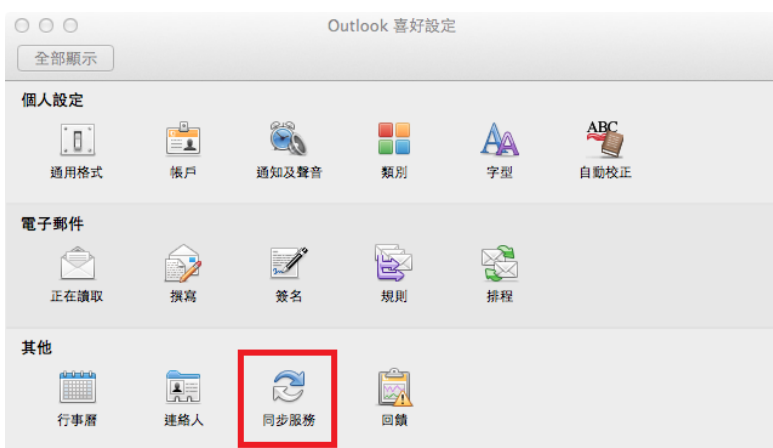 Outlook 喜好設定
全部顯示
個人設定
ABC
通用格式 帳戶 通知及聲音 類別 字型 自動校正
電子郵件
正在讀取 撰寫 簽名 規則 排程
其他
行事曆 連絡人 同步服務 回饋